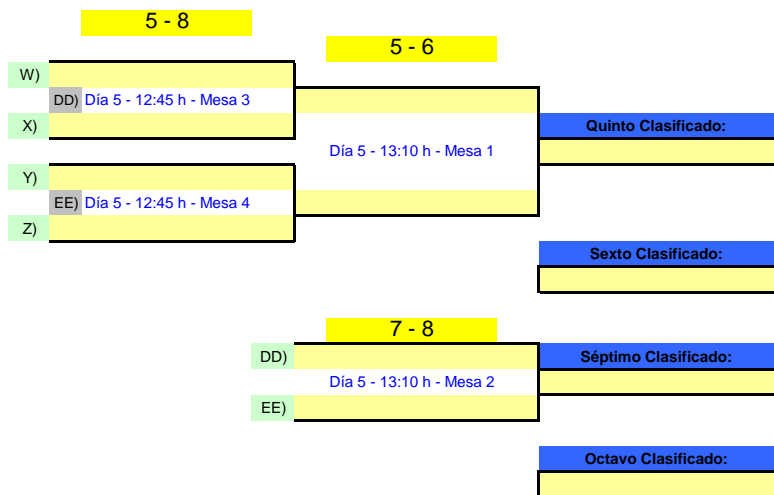 5 - 8
5 - 6
W)
DD) Día 5 - 12:45 h - Mesa 3
X)
Quinto Clasificado:
Día 5 - 13:10 h - Mesa 1
Y)
EE) Día 5 - 12:45 h - Mesa 4
Z)
Sexto Clasificado:
7 - 8
DD)
Séptimo Clasificado:
Día 5 - 13:10 h - Mesa 2
EE)
Octavo Clasificado: